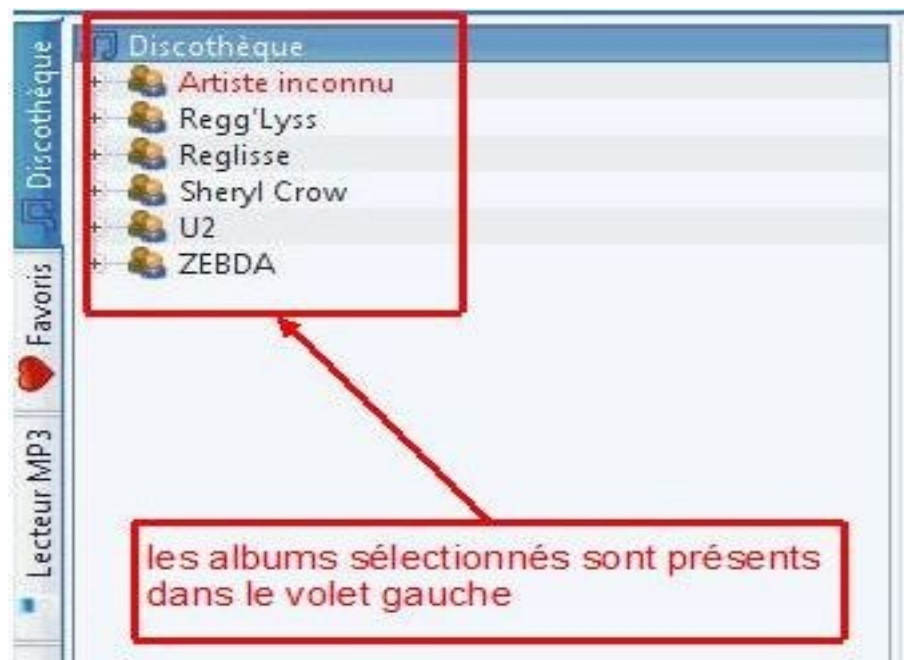 Discothèque
Favoris
Lecteur MP3
Discothèque
Artiste inconnu
Regg'Lyss
Reglisse
Sheryl Crow
U2
ZEBDA
les albums sélectionnés sont présents
dans le volet gauche